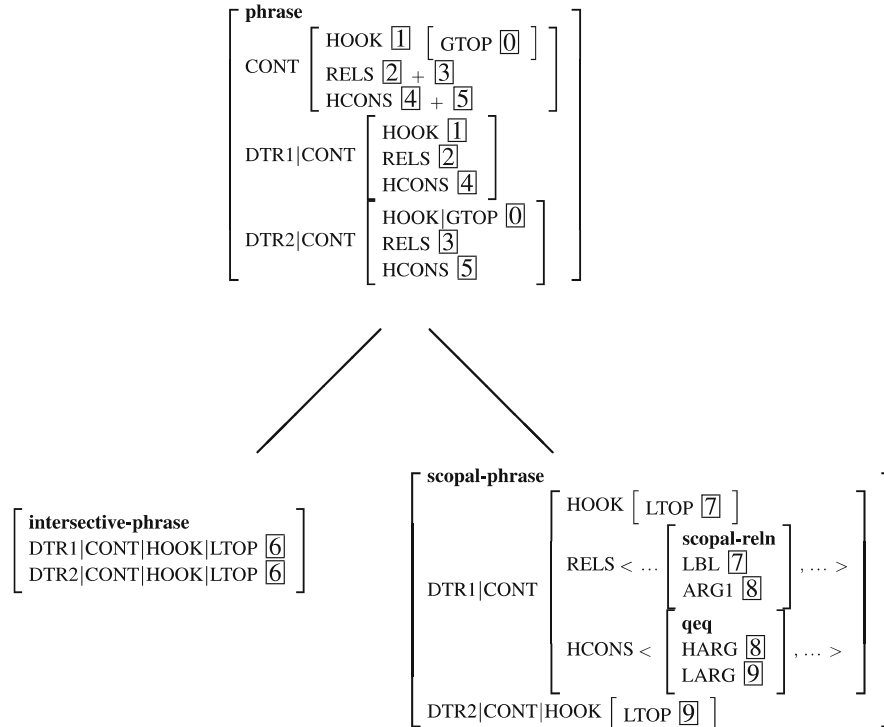 phrase
HOOK 1 [ GTOP 0 ]
CONT
RELS 2 + 3
HCONS 4 + 5
HOOK 1
DTR1|CONT RELS 2
HCONS 4
HOOK|GTOP 0
DTR2|CONT RELS 3
HCONS 5
intersective-phrase
DTR1|CONT|HOOK|LTOP 6
DTR2|CONT|HOOK|LTOP 6
scopal-phrase
HOOK [ LTOP 7 ]
scopal-reln
RELS < ... LBL 7 , ... >
ARG1 8
DTR1|CONT
qeq
HCONS < HARG 8 , ... >
LARG 9
DTR2|CONT|HOOK [ LTOP 9 ]